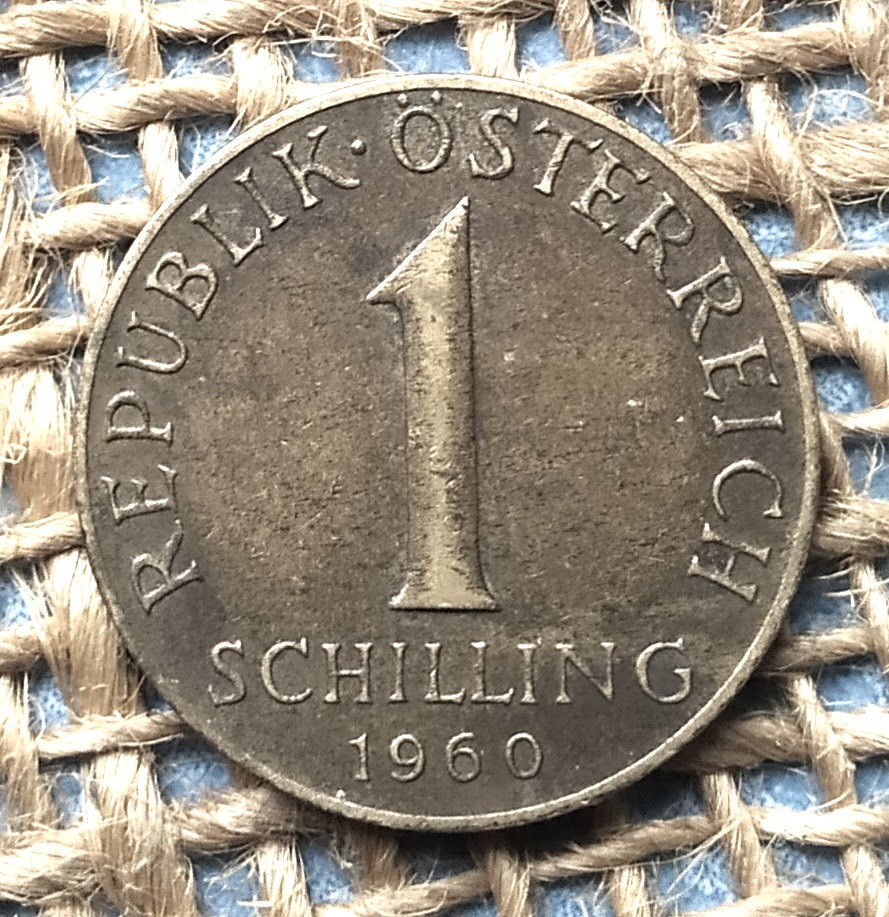 REPUBLIK · ÖSTERREICH
1
SCHILLING
1960